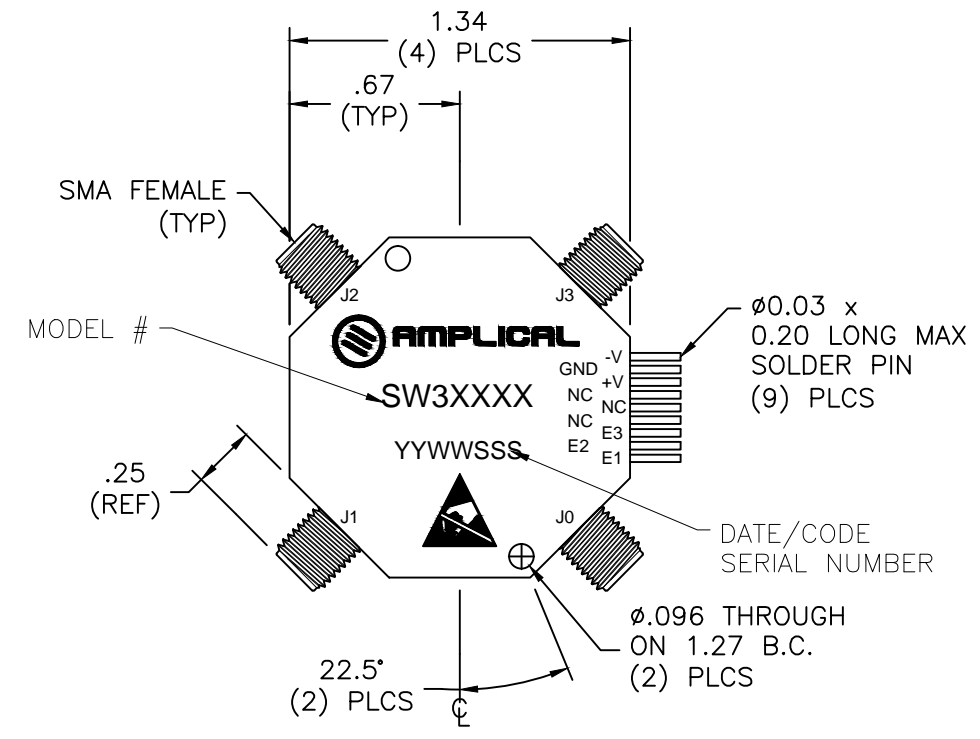 1.34
(4) PLCS
.67
(TYP)
SMA FEMALE
(TYP)
J2
J3
MODEL #
AMPLICAL
SW3XXXX
YYWWSSS
-V
GND
+V
NC
NC
NC
E3
E2
E1
Ø0.03 x
0.20 LONG MAX
SOLDER PIN
(9) PLCS
.25
(REF)
J1
J0
DATE/CODE
SERIAL NUMBER
Ø.096 THROUGH
ON 1.27 B.C.
(2) PLCS
22.5°
(2) PLCS
℄